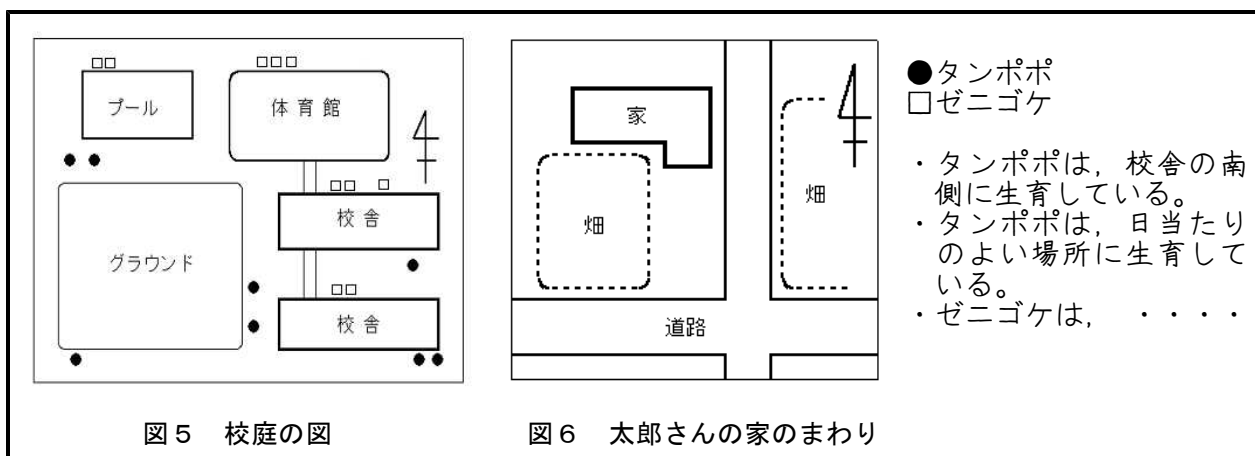 プール
体育館
校舎
グラウンド
校舎
図5 校庭の図
家
畑
畑
道路
図6 太郎さんの家のまわり
●タンポポ
□ゼニゴケ
・タンポポは，校舎の南
側に生育している。
・タンポポは，日当たり
のよい場所に生育して
いる。
・ゼニゴケは， ・・・・